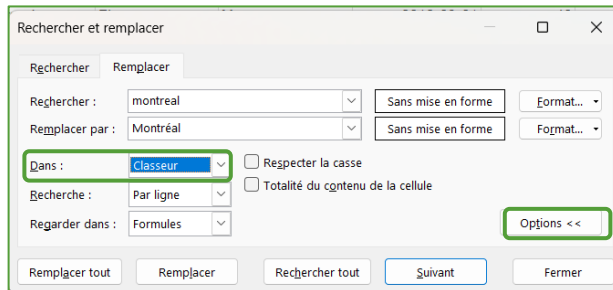 Rechercher et remplacer
Rechercher Remplacer
Rechercher : montreal Sans mise en forme Format...
Remplacer par : Montréal Sans mise en forme Format...
Dans : Classeur Respecter la casse
Totalité du contenu de la cellule
Recherche : Par ligne
Regarder dans : Formules Options <<
Remplacer tout Remplacer Rechercher tout Suivant Fermer